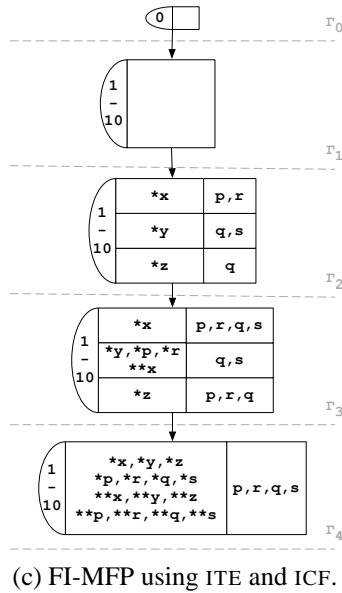 0
r₀
1
–
10
r₁
1
–
10
*x p,r
*y q,s
*z q
r₂
1
–
10
*x p,r,q,s
*y,*p,*r
**x
q,s
*z p,r,q
r₃
1
–
10
*x,*y,*z
*p,*r,*q,*s
**x,**y,**z
**p,**r,**q,**s
p,r,q,s
r₄
(c) FI-MFP using ITE and ICF.